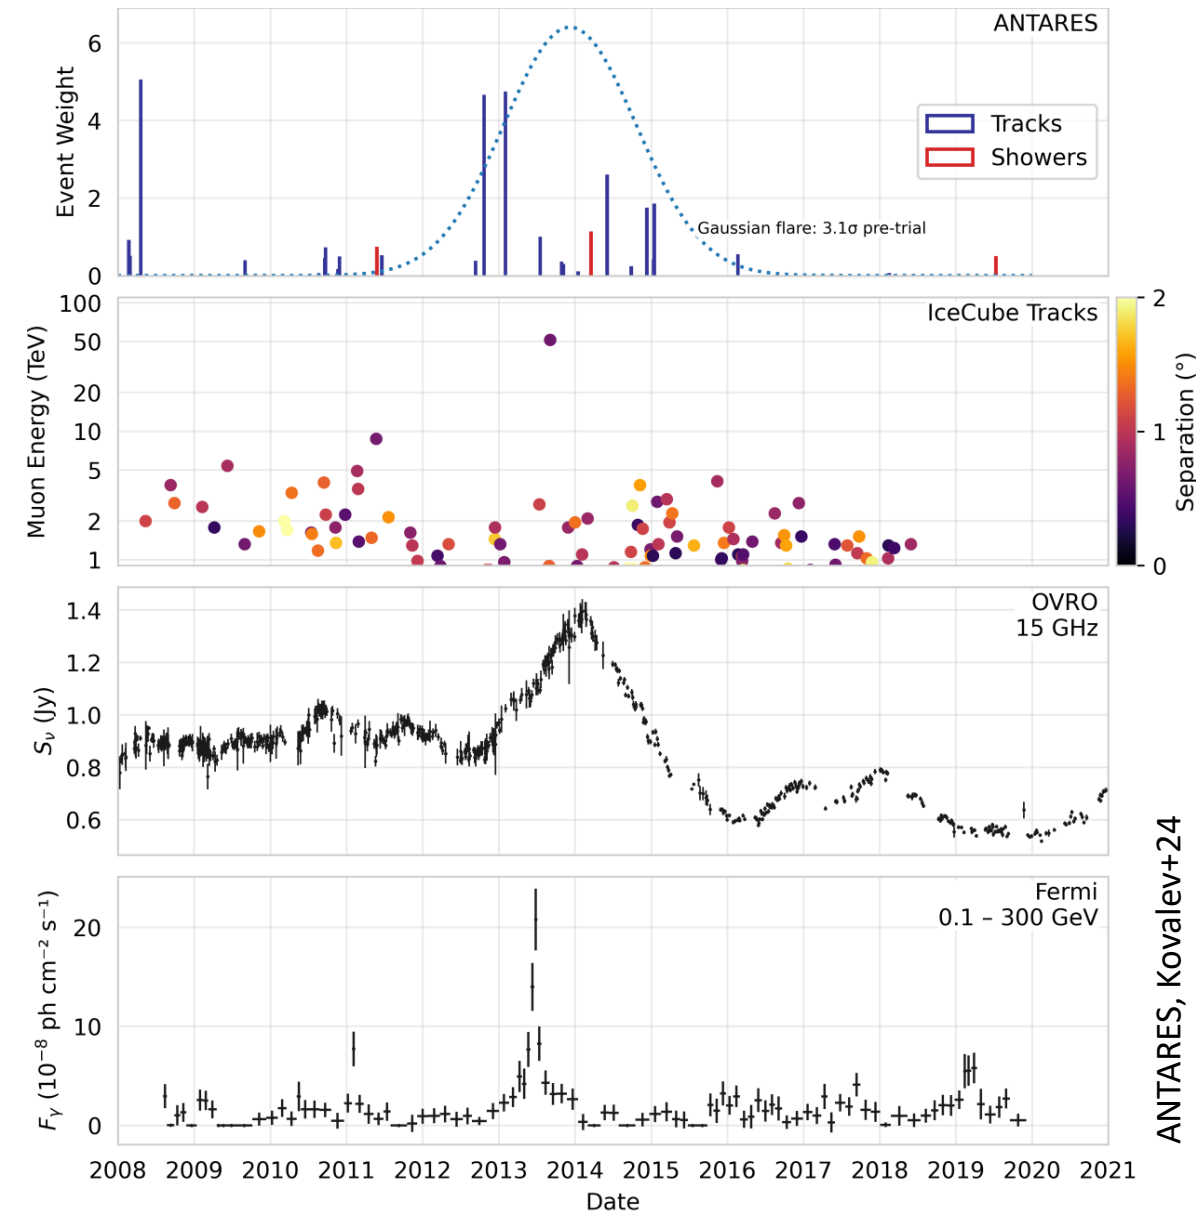 ANTARES
Event Weight
6
4
2
0
Tracks
Showers
Gaussian flare: 3.1σ pre-trial
IceCube Tracks
Muon Energy (TeV)
100
50
20
10
5
2
1
2
1
0
Separation (°)
OVRO
15 GHz
Sν (Jy)
1.4
1.2
1.0
0.8
0.6
Fermi
0.1 – 300 GeV
Fγ (10⁻⁸ ph cm⁻² s⁻¹)
20
10
0
2008 2009 2010 2011 2012 2013 2014 2015 2016 2017 2018 2019 2020 2021
Date
ANTARES, Kovalev+24